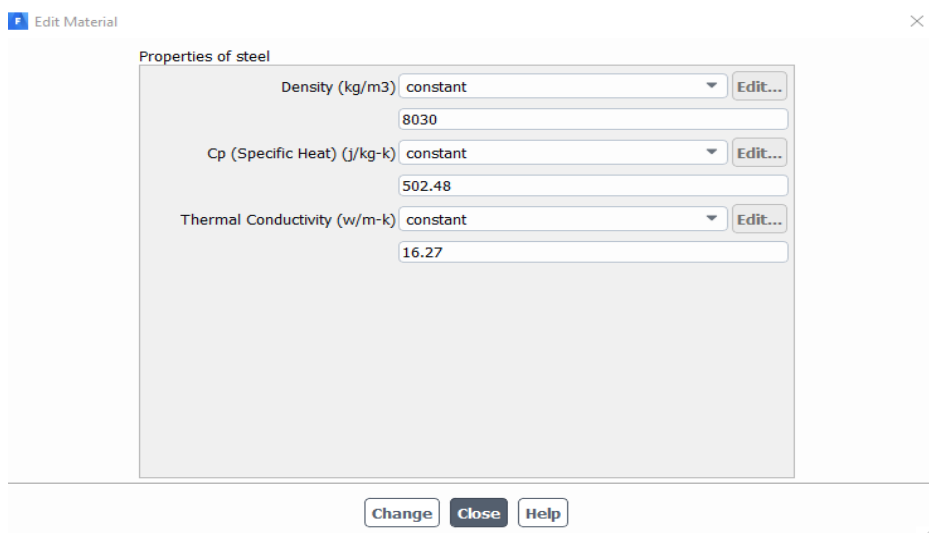 F Edit Material
Properties of steel
Density (kg/m3) constant Edit...
8030
Cp (Specific Heat) (j/kg-k) constant Edit...
502.48
Thermal Conductivity (w/m-k) constant Edit...
16.27
Change Close Help